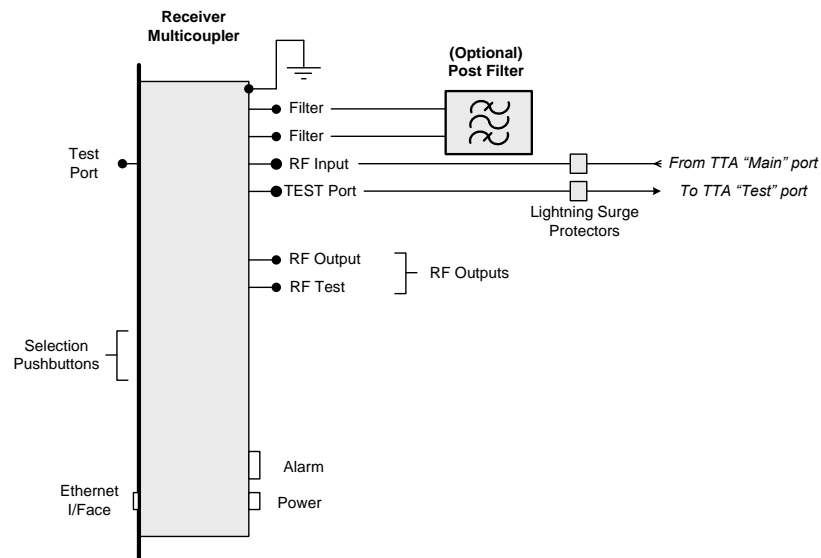 Receiver
Multicoupler
(Optional)
Post Filter
Filter
Filter
Test
Port
RF Input
From TTA “Main” port
TEST Port
To TTA “Test” port
Lightning Surge
Protectors
RF Output
RF Outputs
RF Test
Selection
Pushbuttons
Alarm
Ethernet
I/Face
Power